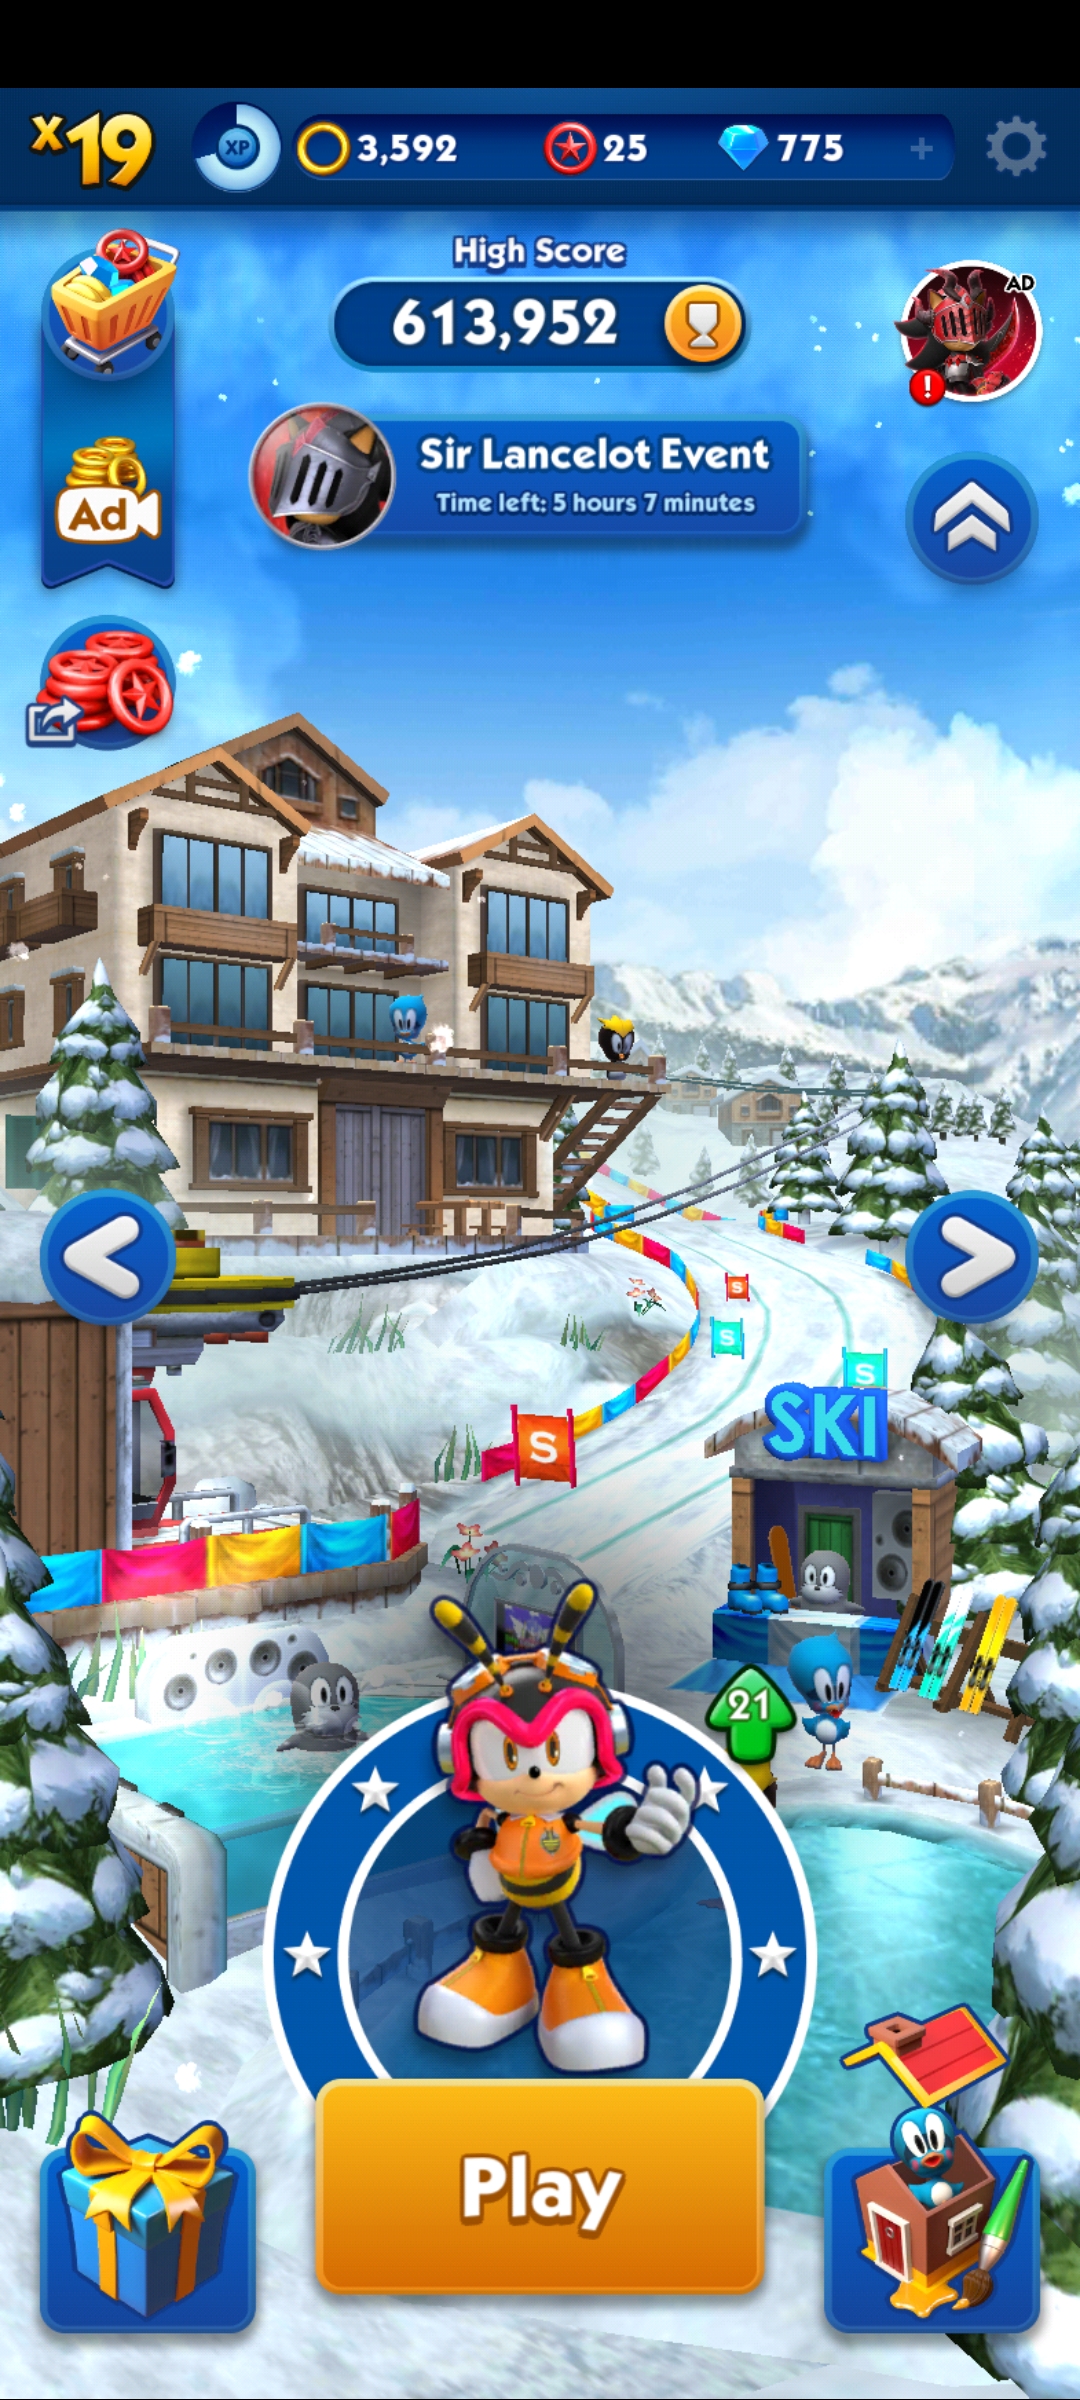 x19
XP
3,592
25
775
+
High Score
613,952
AD
!
Sir Lancelot Event
Time left: 5 hours 7 minutes
Ad
S
S
S
SKI
S
21
Play